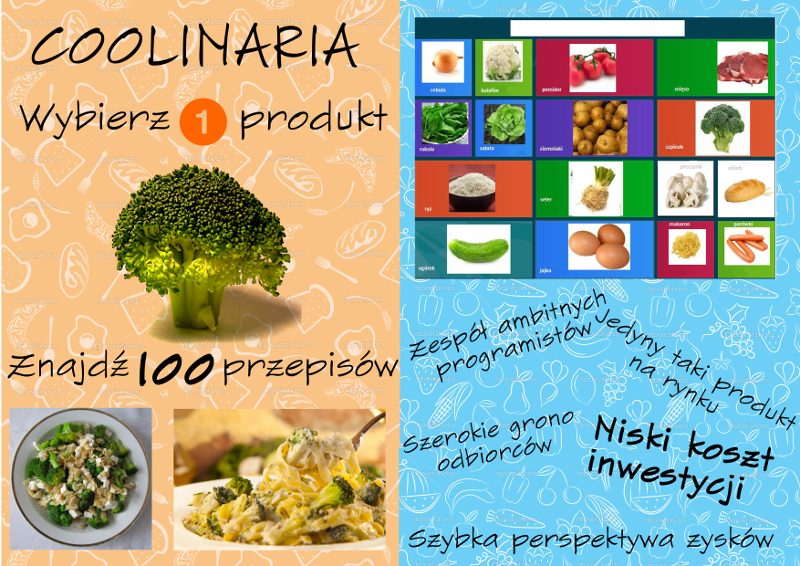 COOLINARIA
Wybierz 1 produkt
Znajdź 100 przepisów
cebula
kalafior
pomidor
mięso
rukola
sałata
ziemniaki
szpinak
ryż
seler
pieczarki
chleb
ogórek
jajka
makaron
parówki
Zespół ambitnych
programistów
Jedyny taki produkt
na rynku
Szerokie grono
odbiorców
Niski koszt
inwestycji
Szybka perspektywa zysków